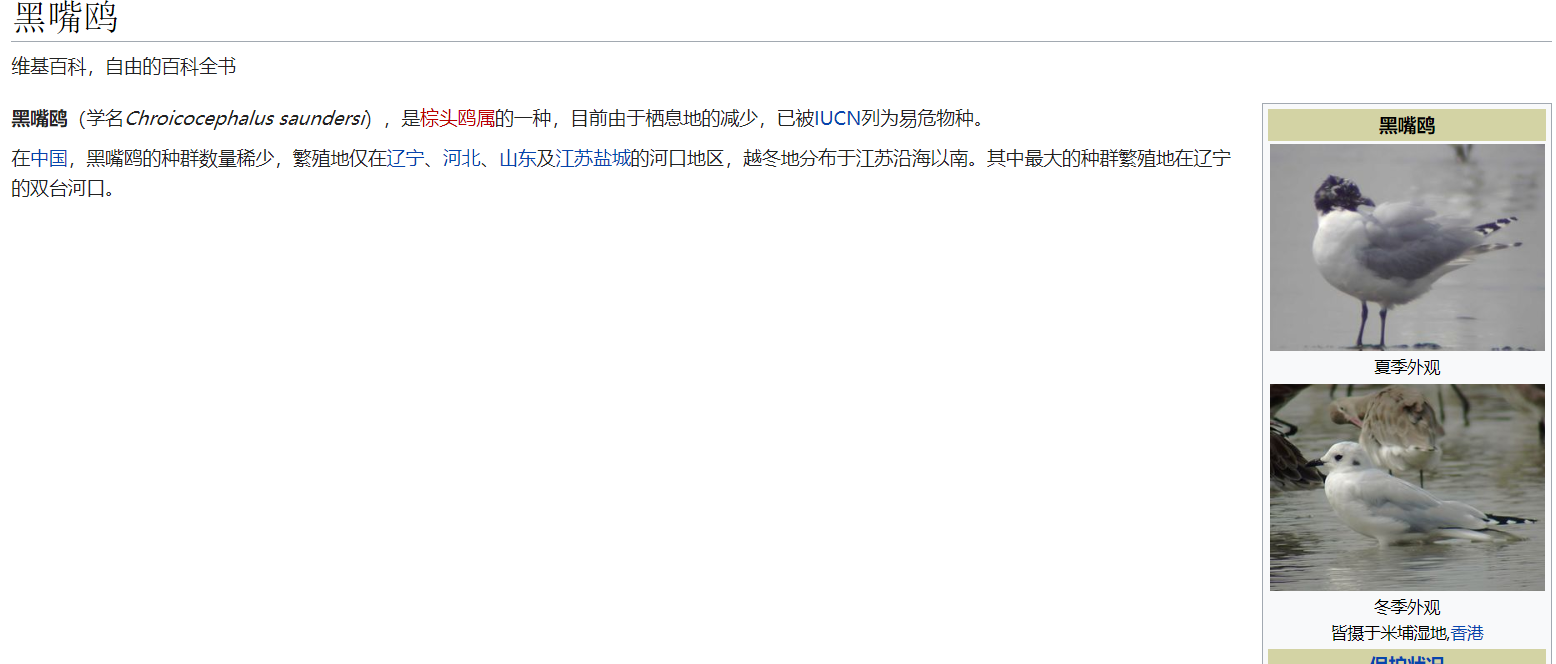 黑嘴鸥
维基百科，自由的百科全书
黑嘴鸥（学名Chroicocephalus saundersi），是棕头鸥属的一种，目前由于栖息地的减少，已被IUCN列为易危物种。
在中国，黑嘴鸥的种群数量稀少，繁殖地仅在辽宁、河北、山东及江苏盐城的河口地区，越冬地分布于江苏沿海以南。其中最大的种群繁殖地在辽宁
的双台河口。
黑嘴鸥
夏季外观
冬季外观
皆摄于米埔湿地,香港
保护状况